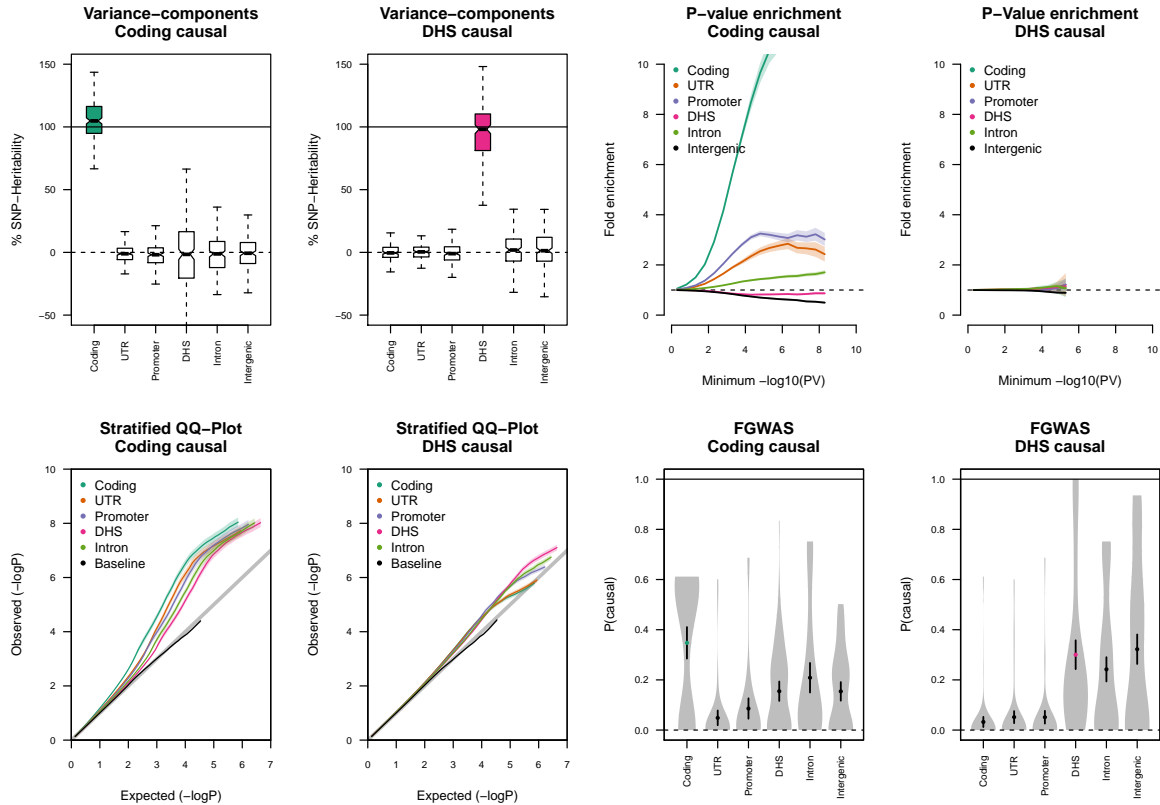 Variance−components
Coding causal
% SNP−Heritability
150
100
50
0
−50
Coding
UTR
Promoter
DHS
Intron
Intergenic
Variance−components
DHS causal
% SNP−Heritability
150
100
50
0
−50
Coding
UTR
Promoter
DHS
Intron
Intergenic
P−value enrichment
Coding causal
Fold enrichment
10
8
6
4
2
0
Coding
UTR
Promoter
DHS
Intron
Intergenic
0 2 4 6 8 10
Minimum −log10(PV)
P−Value enrichment
DHS causal
Fold enrichment
10
8
6
4
2
0
Coding
UTR
Promoter
DHS
Intron
Intergenic
0 2 4 6 8 10
Minimum −log10(PV)
Stratified QQ−Plot
Coding causal
Observed (−logP)
10
8
6
4
2
0
Coding
UTR
Promoter
DHS
Intron
Baseline
0 1 2 3 4 5 6 7
Expected (−logP)
Stratified QQ−Plot
DHS causal
Observed (−logP)
10
8
6
4
2
0
Coding
UTR
Promoter
DHS
Intron
Baseline
0 1 2 3 4 5 6 7
Expected (−logP)
FGWAS
Coding causal
P(causal)
1.0
0.8
0.6
0.4
0.2
0.0
Coding
UTR
Promoter
DHS
Intron
Intergenic
FGWAS
DHS causal
P(causal)
1.0
0.8
0.6
0.4
0.2
0.0
Coding
UTR
Promoter
DHS
Intron
Intergenic